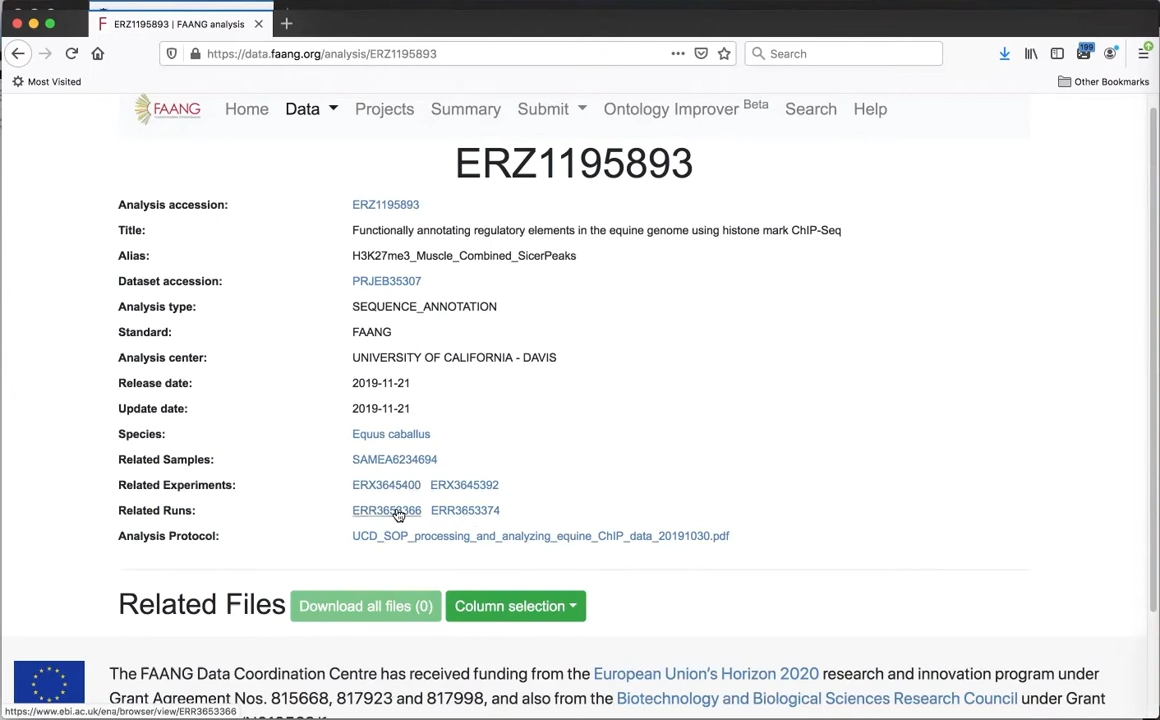 ERZ1195893 | FAANG analysis
https://data.faang.org/analysis/ERZ1195893
Search
199
Most Visited
Other Bookmarks
FAANG
Home
Data
Projects
Summary
Submit
Ontology Improver Beta
Search
Help
ERZ1195893
Analysis accession: ERZ1195893
Title: Functionally annotating regulatory elements in the equine genome using histone mark ChIP-Seq
Alias: H3K27me3_Muscle_Combined_SicerPeaks
Dataset accession: PRJEB35307
Analysis type: SEQUENCE_ANNOTATION
Standard: FAANG
Analysis center: UNIVERSITY OF CALIFORNIA - DAVIS
Release date: 2019-11-21
Update date: 2019-11-21
Species: Equus caballus
Related Samples: SAMEA6234694
Related Experiments: ERX3645400 ERX3645392
Related Runs: ERR3653366 ERR3653374
Analysis Protocol: UCD_SOP_processing_and_analyzing_equine_ChIP_data_20191030.pdf
Related Files
Download all files (0)
Column selection
The FAANG Data Coordination Centre has received funding from the European Union's Horizon 2020 research and innovation program under
Grant Agreement Nos. 815668, 817923 and 817998, and also from the Biotechnology and Biological Sciences Research Council under Grant
https://www.ebi.ac.uk/ena/browser/view/ERR3653366